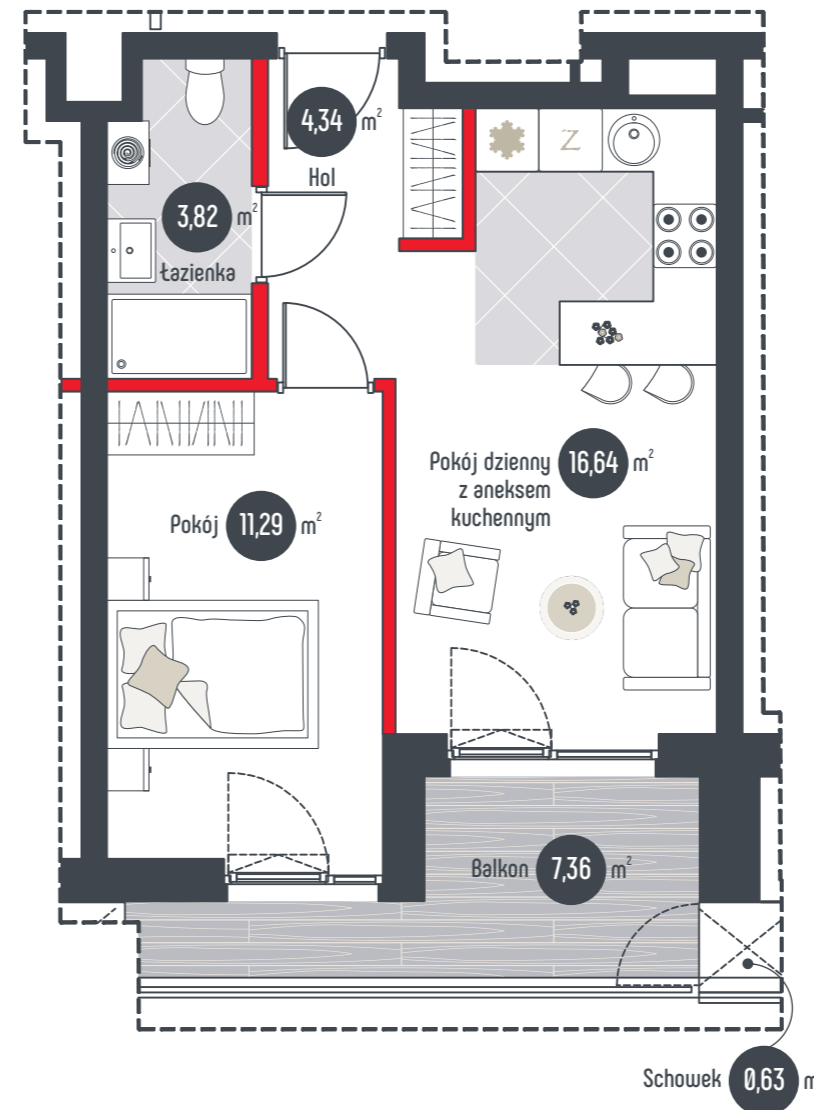 4,34 m²
Hol
3,82 m²
Łazienka
Z
Pokój dzienny 16,64 m²
z aneksem
kuchennym
Pokój 11,29 m²
Balkon 7,36 m²
Schowek 0,63 m